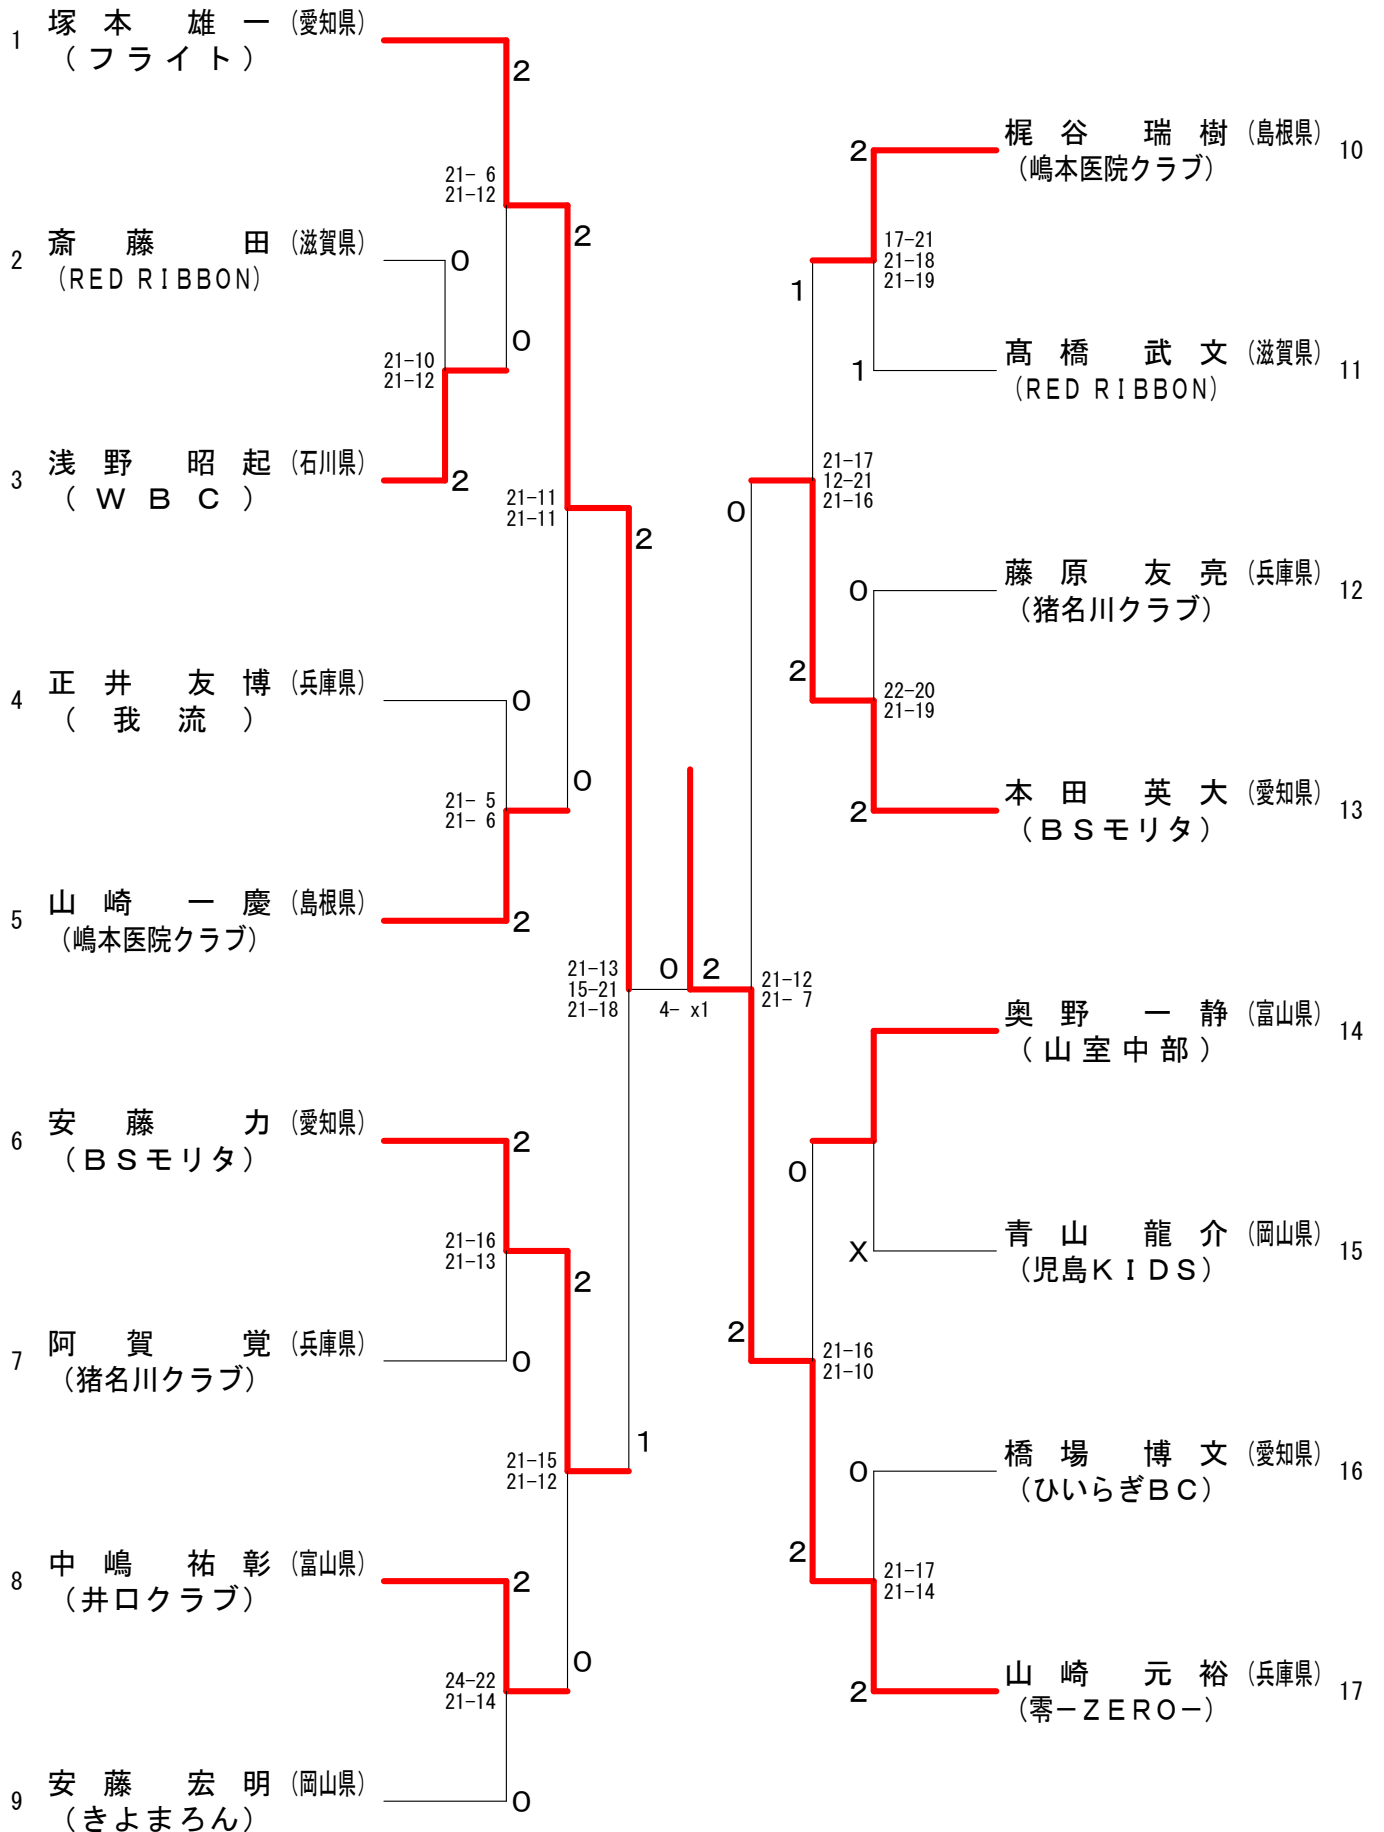 1 塚本 雄一 (愛知県)
(フライト)
2
21- 6
21-12
2
2 斎藤 田 (滋賀県)
(RED RIBBON)
0
0
21-10
21-12
3 浅野 昭起 (石川県)
(WBC)
2
21-11
21-11
2
4 正井 友博 (兵庫県)
(我流)
0
0
21- 5
21- 6
5 山崎 一慶 (島根県)
(嶋本医院クラブ)
2
21-13
15-21
21-18
0 2
4- x1
6 安藤 力 (愛知県)
(BSモリタ)
2
21-16
21-13
2
7 阿賀 覚 (兵庫県)
(猪名川クラブ)
0
1
21-15
21-12
8 中嶋 祐彰 (富山県)
(井口クラブ)
2
0
24-22
21-14
9 安藤 宏明 (岡山県)
(きよまろん)
0
2 梶谷 瑞樹 (島根県) 10
(嶋本医院クラブ)
17-21
21-18
21-19
1
1 髙橋 武文 (滋賀県) 11
(RED RIBBON)
21-17
12-21
21-16
0
0 藤原 友亮 (兵庫県) 12
(猪名川クラブ)
2
22-20
21-19
2 本田 英大 (愛知県) 13
(BSモリタ)
21-12
21- 7
奥野 一静 (富山県) 14
(山室中部)
0
X 青山 龍介 (岡山県) 15
(児島KIDS)
2
21-16
21-10
0 橋場 博文 (愛知県) 16
(ひいらぎBC)
2
21-17
21-14
2 山崎 元裕 (兵庫県) 17
(零ーZEROー)